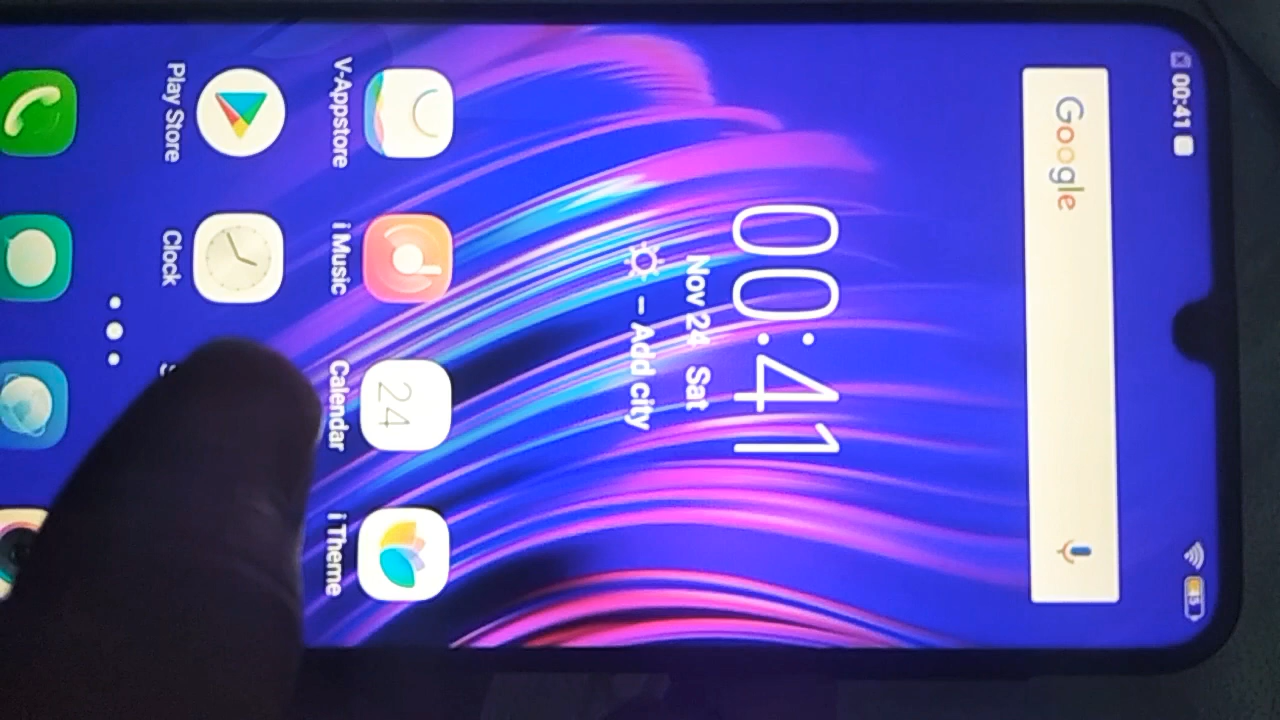 00:41
Google
00:41
Nov 24 Sat
– Add city
24
V-Appstore
i Music
Calendar
i Theme
Play Store
Clock